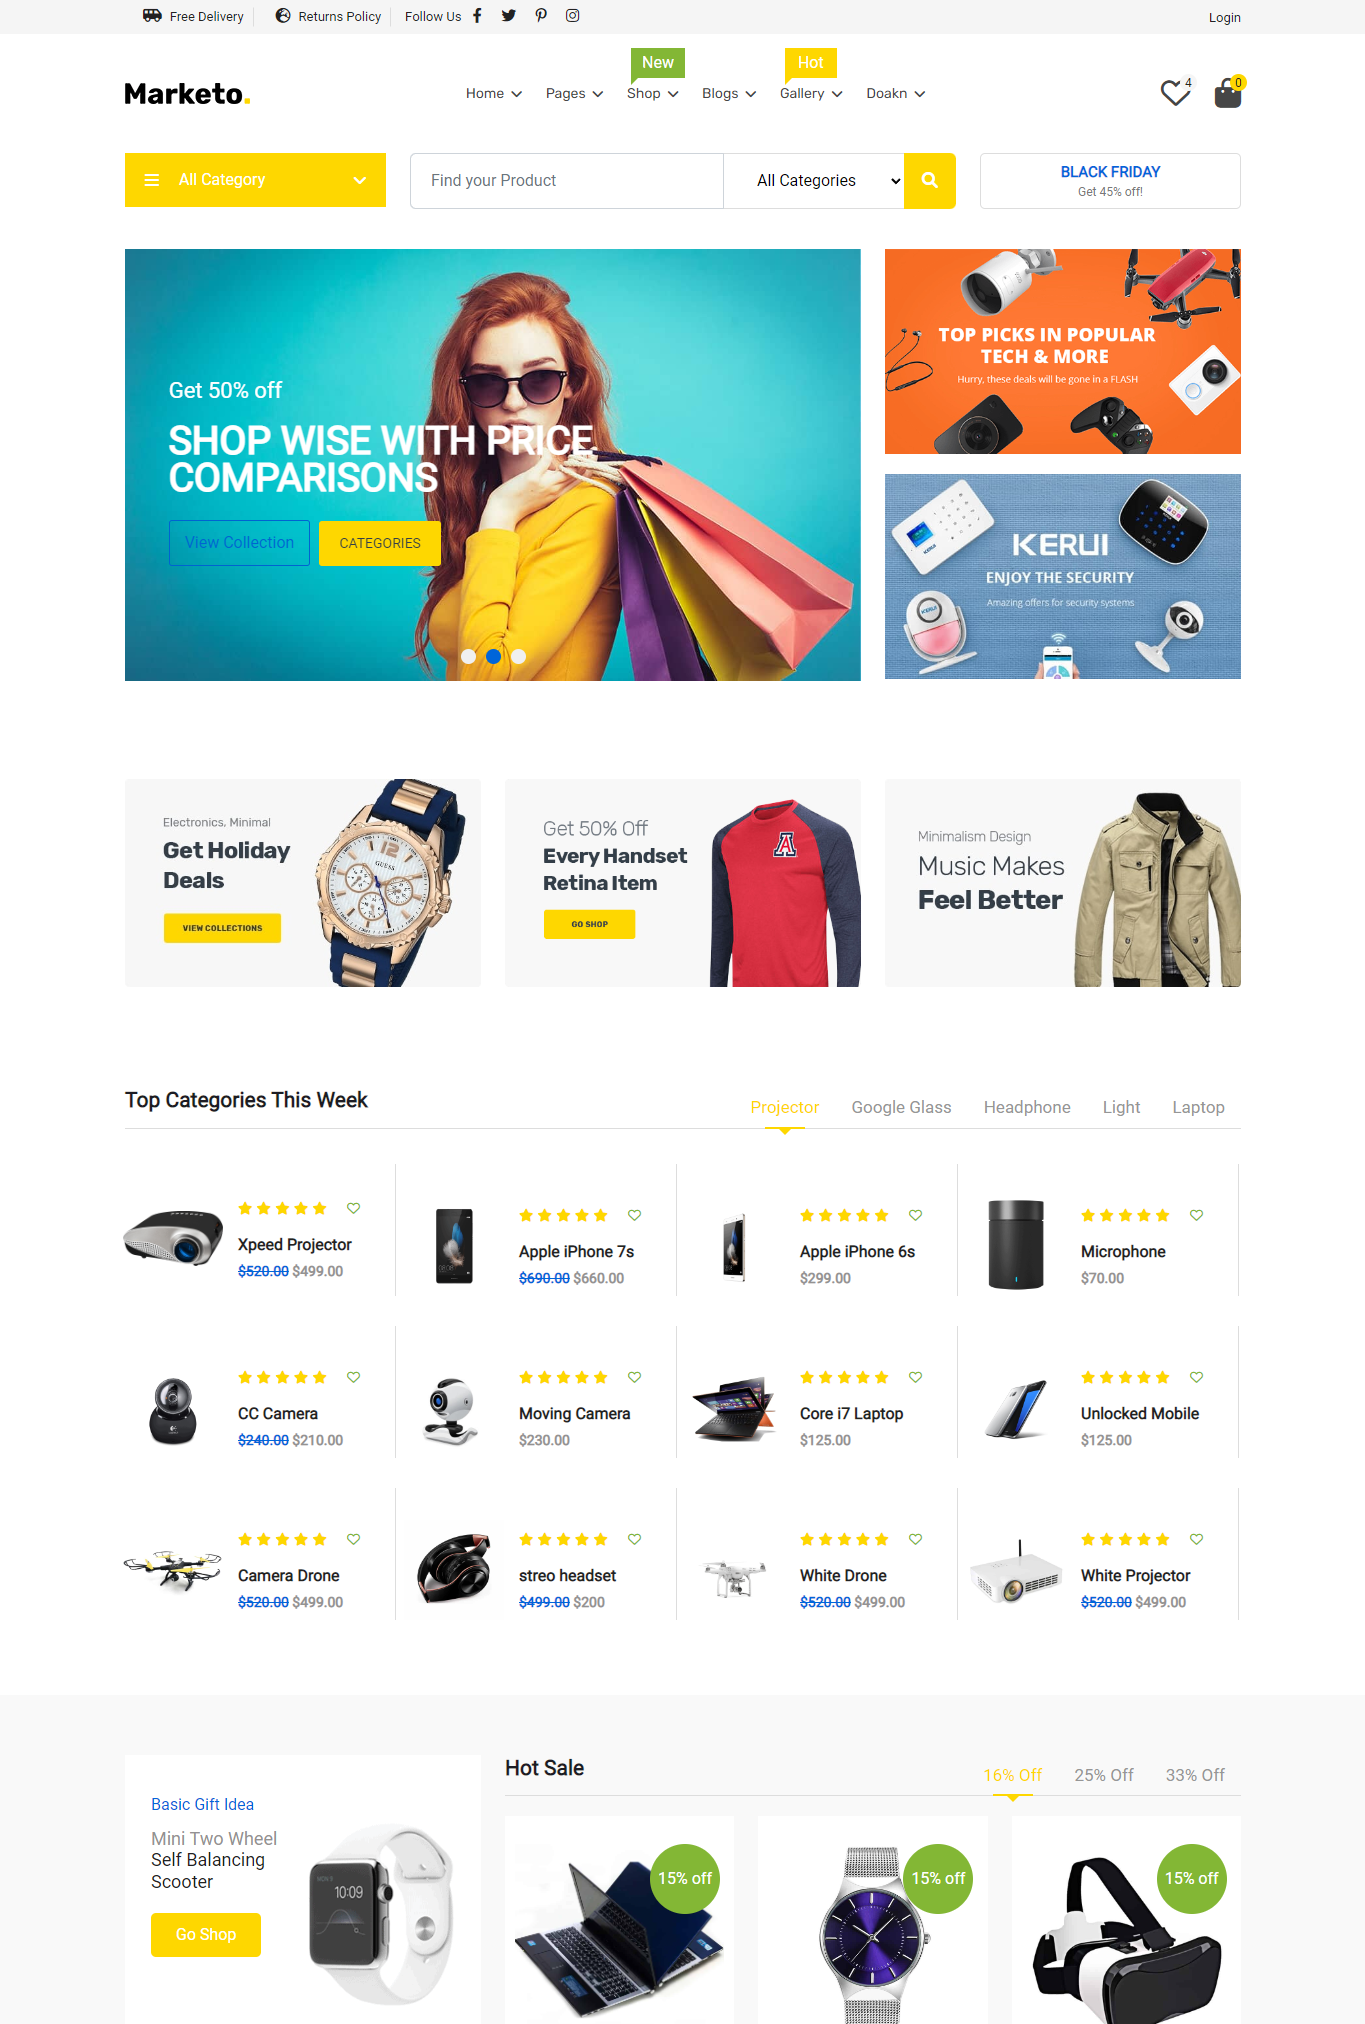 Free Delivery
Returns Policy
Follow Us
Login
Marketo.
New
Hot
Home
Pages
Shop
Blogs
Gallery
Doakn
4
0
All Category
Find your Product
All Categories
BLACK FRIDAY
Get 45% off!
Get 50% off
SHOP WISE WITH PRICE
COMPARISONS
View Collection
CATEGORIES
TOP PICKS IN POPULAR
TECH & MORE
Hurry, these deals will be gone in a FLASH
KERUI
ENJOY THE SECURITY
Amazing offers for security systems
KERUI
KERUI
Electronics, Minimal
Get Holiday
Deals
VIEW COLLECTIONS
GUESS
Get 50% Off
Every Handset
Retina Item
GO SHOP
A
Minimalism Design
Music Makes
Feel Better
Top Categories This Week
Projector
Google Glass
Headphone
Light
Laptop
Xpeed Projector
$520.00 $499.00
Apple iPhone 7s
$690.00 $660.00
Apple iPhone 6s
$299.00
Microphone
$70.00
CC Camera
$240.00 $210.00
Moving Camera
$230.00
Core i7 Laptop
$125.00
Unlocked Mobile
$125.00
Camera Drone
$520.00 $499.00
streo headset
$499.00 $200
White Drone
$520.00 $499.00
White Projector
$520.00 $499.00
Basic Gift Idea
Mini Two Wheel
Self Balancing
Scooter
Go Shop
10:09
Hot Sale
16% Off
25% Off
33% Off
15% off
15% off
15% off